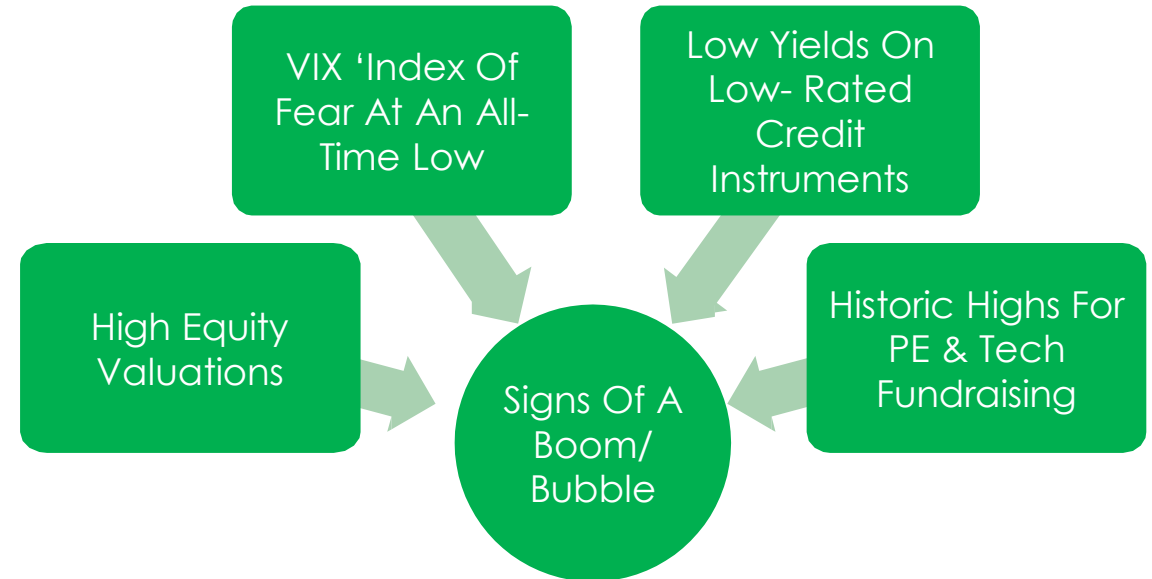 VIX ‘Index Of
Fear At An All-
Time Low
Low Yields On
Low- Rated
Credit
Instruments
High Equity
Valuations
Historic Highs For
PE & Tech
Fundraising
Signs Of A
Boom/
Bubble